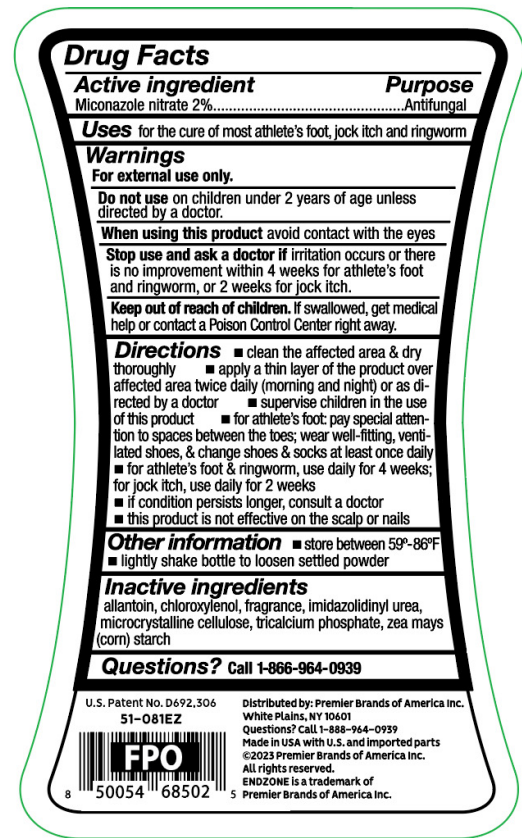 Drug Facts
Active ingredient Purpose
Miconazole nitrate 2%................................................Antifungal
Uses for the cure of most athlete's foot, jock itch and ringworm
Warnings
For external use only.
Do not use on children under 2 years of age unless
directed by a doctor.
When using this product avoid contact with the eyes
Stop use and ask a doctor if irritation occurs or there
is no improvement within 4 weeks for athlete's foot
and ringworm, or 2 weeks for jock itch.
Keep out of reach of children. If swallowed, get medical
help or contact a Poison Control Center right away.
Directions ■ clean the affected area & dry
thoroughly ■ apply a thin layer of the product over
affected area twice daily (morning and night) or as di-
rected by a doctor ■ supervise children in the use
of this product ■ for athlete's foot: pay special atten-
tion to spaces between the toes; wear well-fitting, venti-
lated shoes, & change shoes & socks at least once daily
■ for athlete's foot & ringworm, use daily for 4 weeks;
for jock itch, use daily for 2 weeks
■ if condition persists longer, consult a doctor
■ this product is not effective on the scalp or nails
Other information ■ store between 59º-86ºF
■ lightly shake bottle to loosen settled powder
Inactive ingredients
allantoin, chloroxylenol, fragrance, imidazolidinyl urea,
microcrystalline cellulose, tricalcium phosphate, zea mays
(corn) starch
Questions? Call 1-866-964-0939
U.S. Patent No. D692,306
51-081EZ
FPO
8 50054 68502 5
Distributed by: Premier Brands of America Inc.
White Plains, NY 10601
Questions? Call 1-888-964-0939
Made in USA with U.S. and imported parts
©2023 Premier Brands of America Inc.
All rights reserved.
ENDZONE is a trademark of
Premier Brands of America Inc.